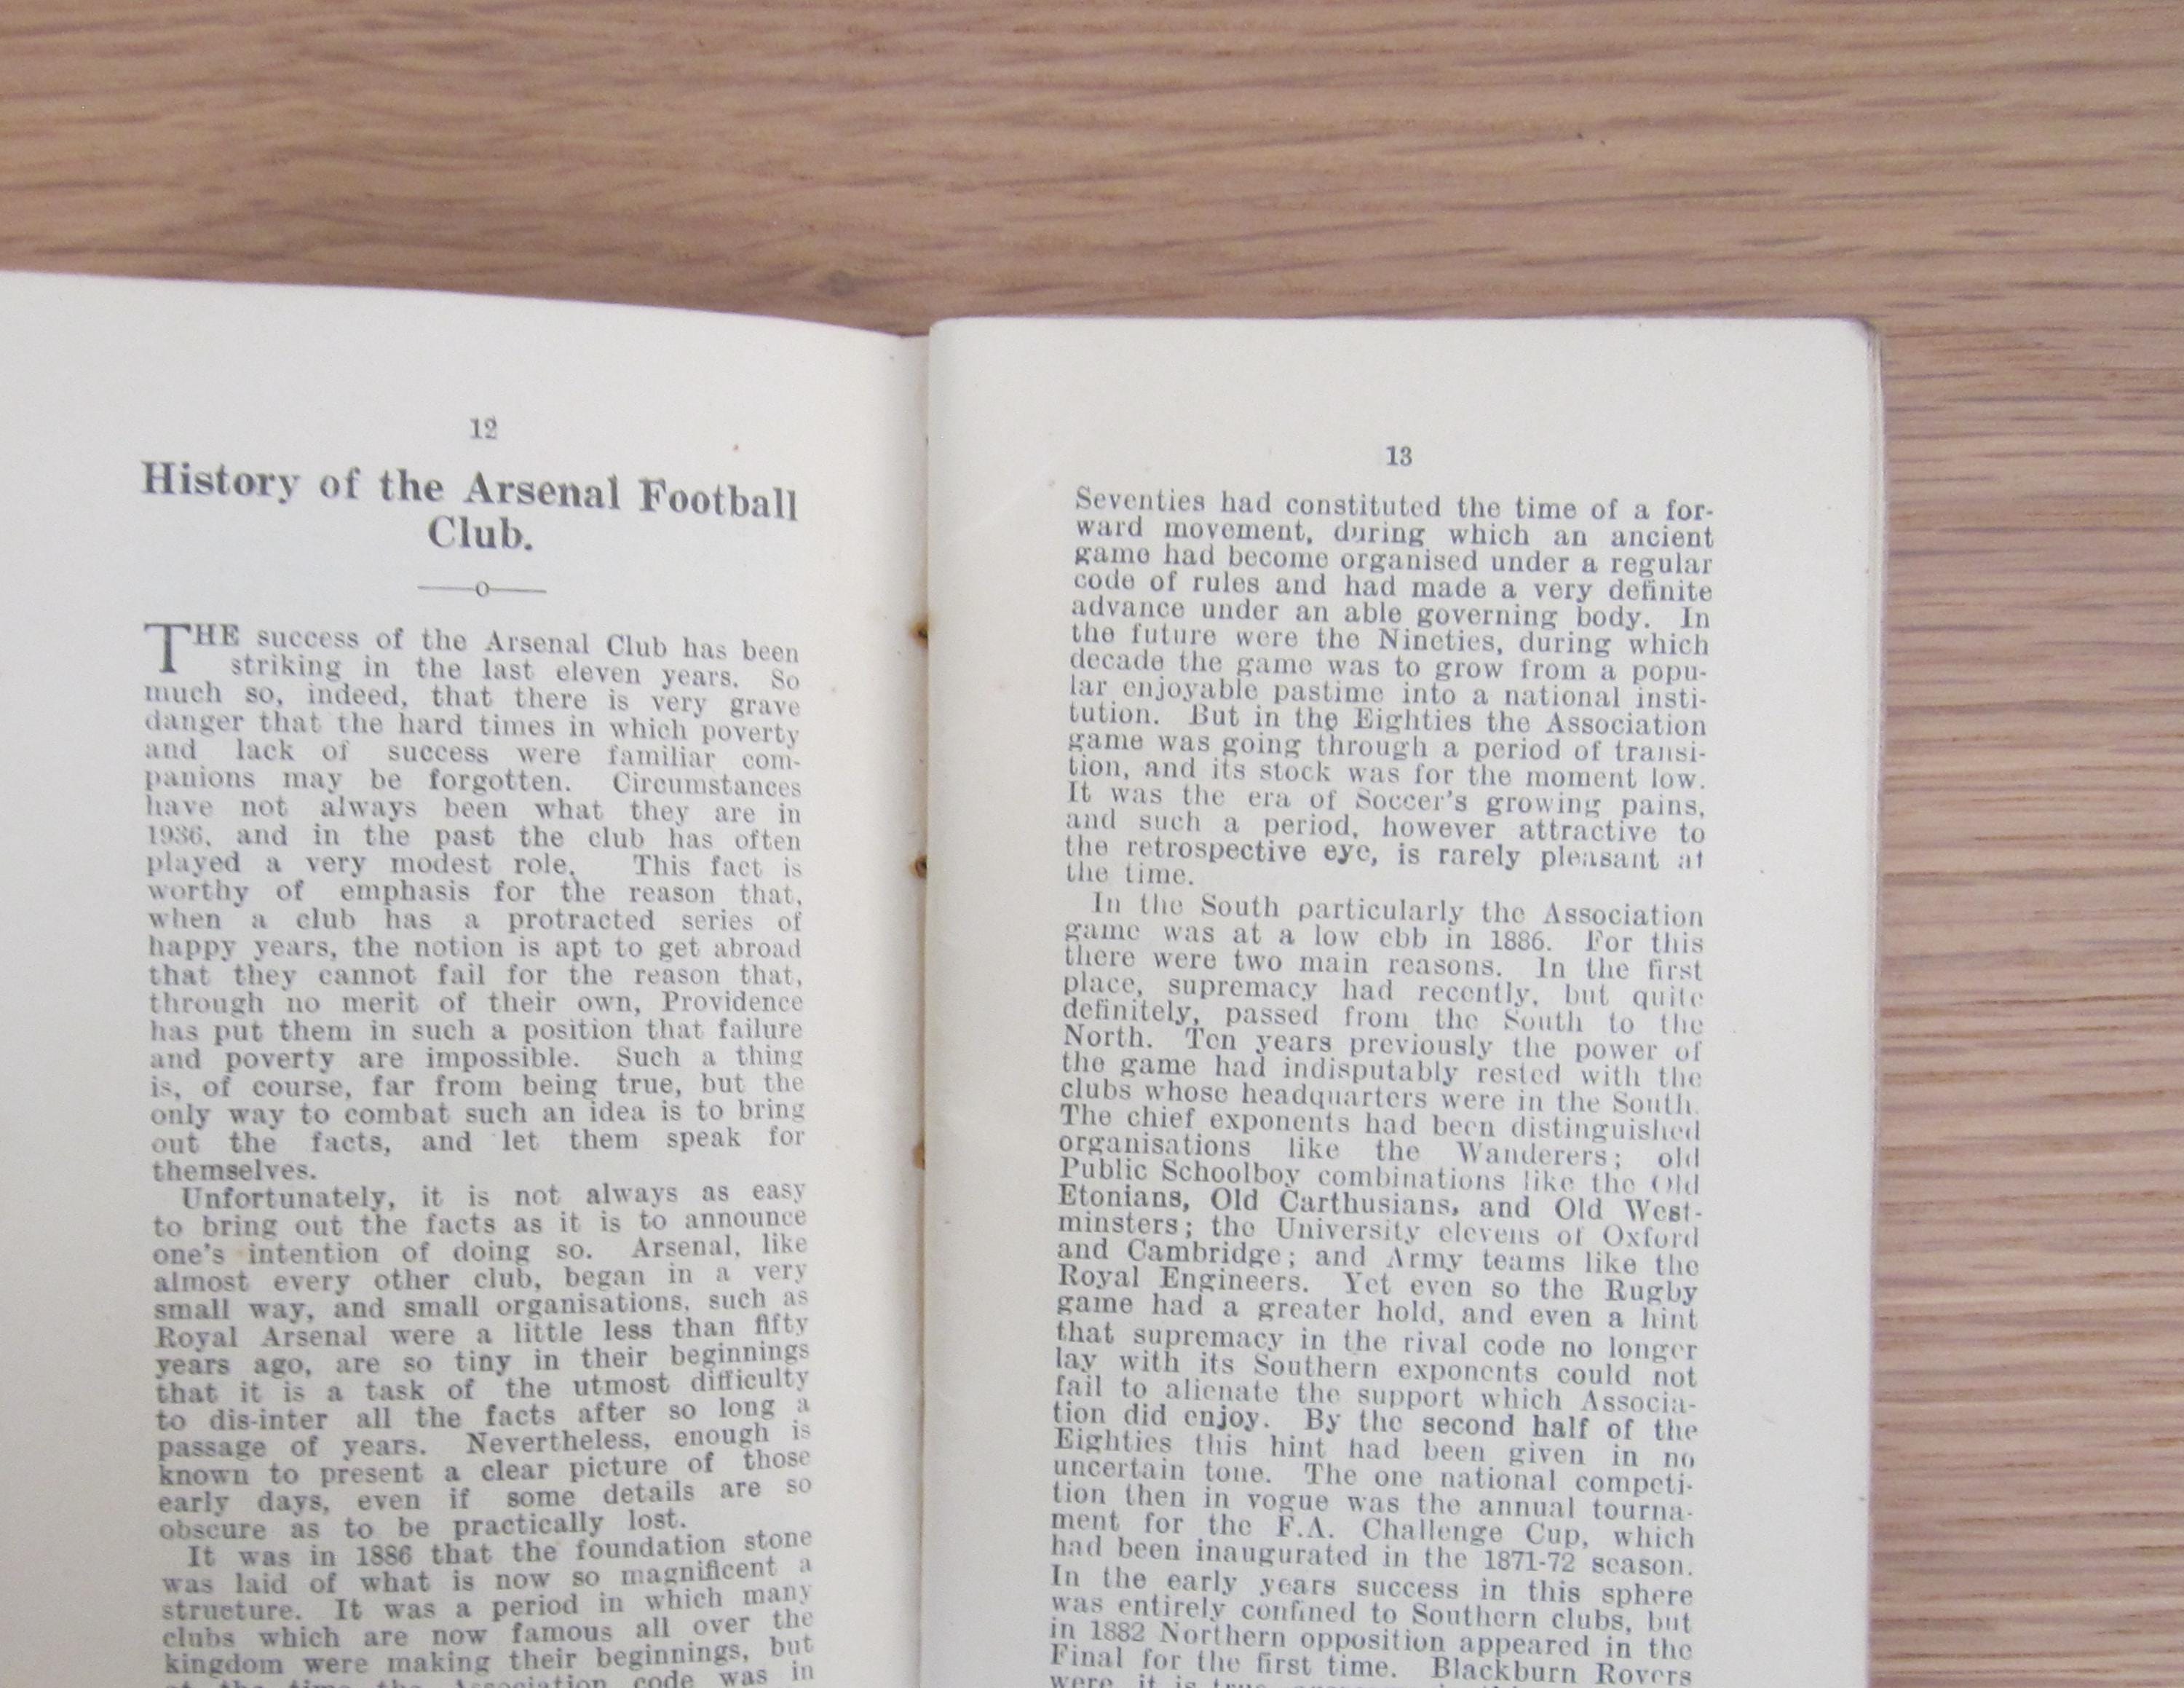 12
History of the Arsenal Football
Club.
THE success of the Arsenal Club has been
striking in the last eleven years. So
much so, indeed, that there is very grave
danger that the hard times in which poverty
and lack of success were familiar com-
panions may be forgotten. Circumstances
have not always been what they are in
1936, and in the past the club has often
played a very modest role. This fact is
worthy of emphasis for the reason that,
when a club has a protracted series of
happy years, the notion is apt to get abroad
that they cannot fail for the reason that,
through no merit of their own, Providence
has put them in such a position that failure
and poverty are impossible. Such a thing
is, of course, far from being true, but the
only way to combat such an idea is to bring
out the facts, and let them speak for
themselves.
Unfortunately, it is not always as easy
to bring out the facts as it is to announce
one's intention of doing so. Arsenal, like
almost every other club, began in a very
small way, and small organisations, such as
Royal Arsenal were a little less than fifty
years ago, are so tiny in their beginnings
that it is a task of the utmost difficulty
to dis-inter all the facts after so long a
passage of years. Nevertheless, enough is
known to present a clear picture of those
early days, even if some details are so
obscure as to be practically lost.
It was in 1886 that the foundation stone
was laid of what is now so magnificent a
structure. It was a period in which many
clubs which are now famous all over the
kingdom were making their beginnings, but
at the time the Association code was in
13
Seventies had constituted the time of a for-
ward movement, during which an ancient
game had become organised under a regular
code of rules and had made a very definite
advance under an able governing body. In
the future were the Nineties, during which
decade the game was to grow from a popu-
lar enjoyable pastime into a national insti-
tution. But in the Eighties the Association
game was going through a period of transi-
tion, and its stock was for the moment low.
It was the era of Soccer's growing pains,
and such a period, however attractive to
the retrospective eye, is rarely pleasant at
the time.
In the South particularly the Association
game was at a low ebb in 1886. For this
there were two main reasons. In the first
place, supremacy had recently, but quite
definitely, passed from the South to the
North. Ten years previously the power of
the game had indisputably rested with the
clubs whose headquarters were in the South.
The chief exponents had been distinguished
organisations like the Wanderers; old
Public Schoolboy combinations like the Old
Etonians, Old Carthusians, and Old West-
minsters; the University elevens of Oxford
and Cambridge; and Army teams like the
Royal Engineers. Yet even so the Rugby
game had a greater hold, and even a hint
that supremacy in the rival code no longer
lay with its Southern exponents could not
fail to alienate the support which Associa-
tion did enjoy. By the second half of the
Eighties this hint had been given in no
uncertain tone. The one national competi-
tion then in vogue was the annual tourna-
ment for the F.A. Challenge Cup, which
had been inaugurated in the 1871-72 season.
In the early years success in this sphere
was entirely confined to Southern clubs, but
in 1882 Northern opposition appeared in the
Final for the first time. Blackburn Rovers
were, it is true,